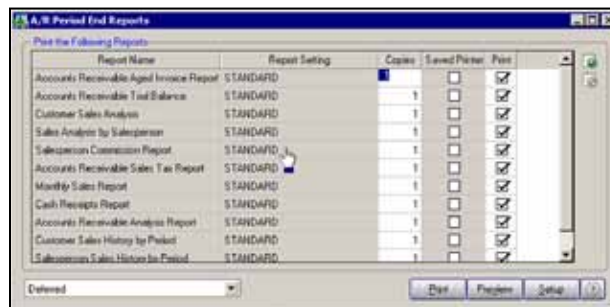 A/R Period End Reports
Print the Following Reports
Report Name Report Setting Copies Saved Printer Print
Accounts Receivable Aged Invoice Report STANDARD 1
Accounts Receivable Trial Balance STANDARD 1
Customer Sales Analysis STANDARD 1
Sales Analysis by Salesperson STANDARD 1
Salesperson Commission Report STANDARD 1
Accounts Receivable Sales Tax Report STANDARD 1
Monthly Sales Report STANDARD 1
Cash Receipts Report STANDARD 1
Accounts Receivable Analysis Report STANDARD 1
Customer Sales History by Period STANDARD 1
Salesperson Sales History by Period STANDARD 1
Deferred Print Preview Setup